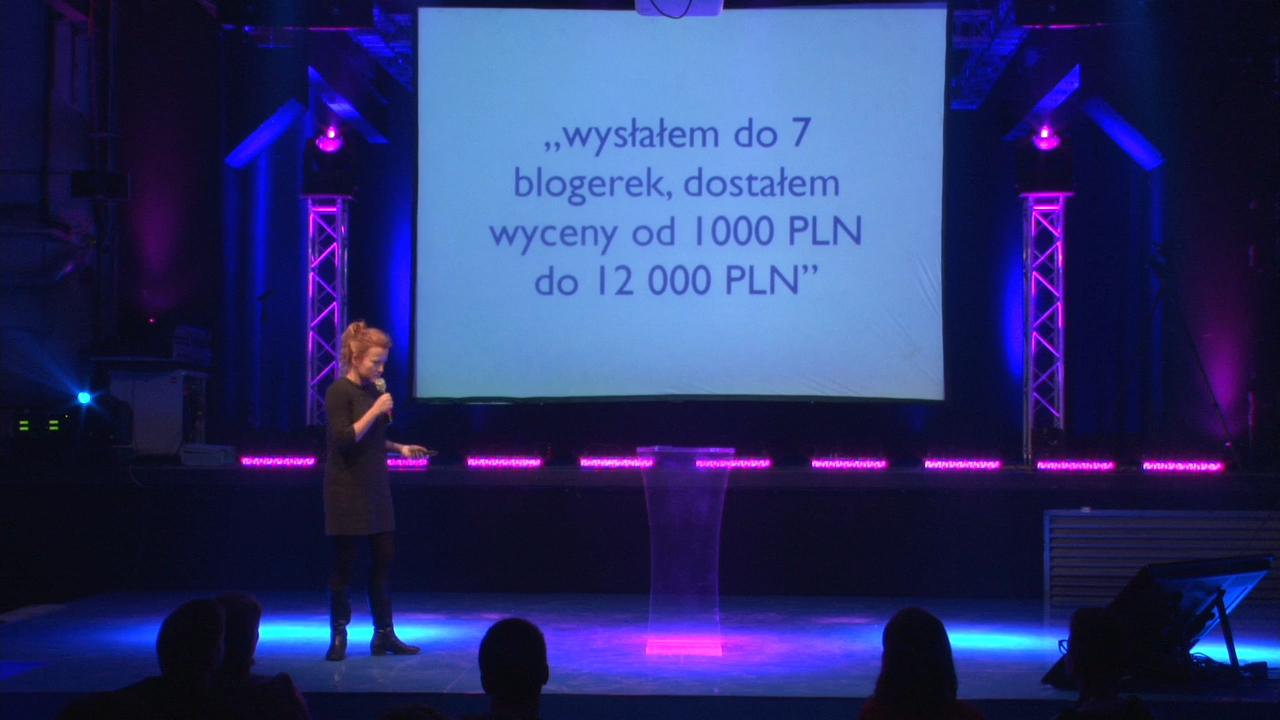 „wysłałem do 7
blogerek, dostałem
wyceny od 1000 PLN
do 12 000 PLN”